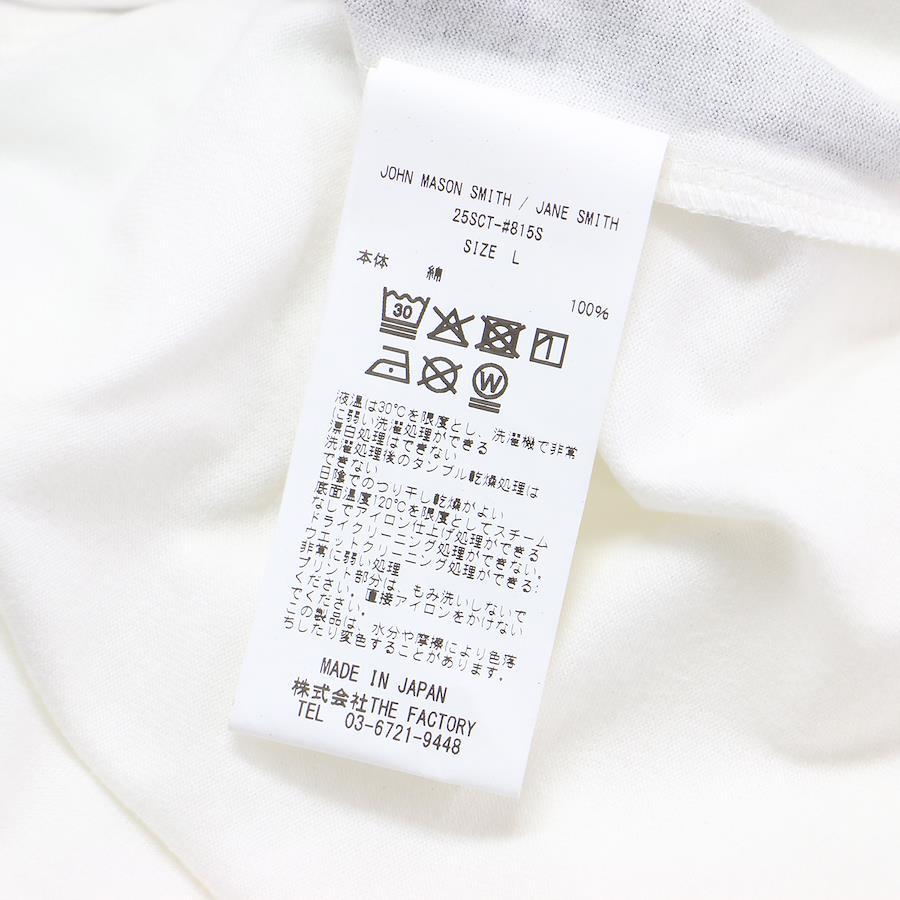 JOHN MASON SMITH / JANE SMITH
25SCT-#815S
SIZE L
本体 綿 100%
30
W
液温は30℃を限度とし、洗濯機で非常
に弱い洗濯処理ができる
漂白処理はできない
洗濯処理後のタンブル乾燥処理は
できない
日陰でのつり干し乾燥がよい
底面温度120℃を限度としてスチーム
なしでアイロン仕上げ処理ができる
ドライクリーニング処理ができない。
ウエットクリーニング処理ができる:
非常に弱い処理
プリント部分は、もみ洗いしないで
ください。直接アイロンをかけない
でください。
この製品は、水分や摩擦により色落
ちしたり変色することがあります。
MADE IN JAPAN
株式会社THE FACTORY
TEL 03-6721-9448